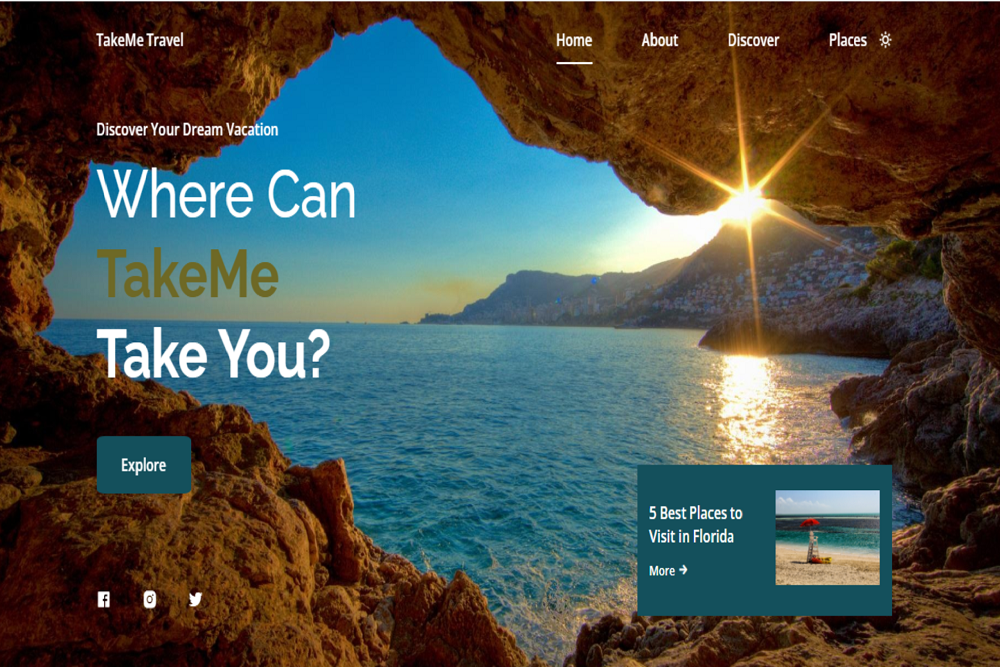 TakeMe Travel
Home About Discover Places
Discover Your Dream Vacation
Where Can
TakeMe
Take You?
Explore
5 Best Places to
Visit in Florida
More